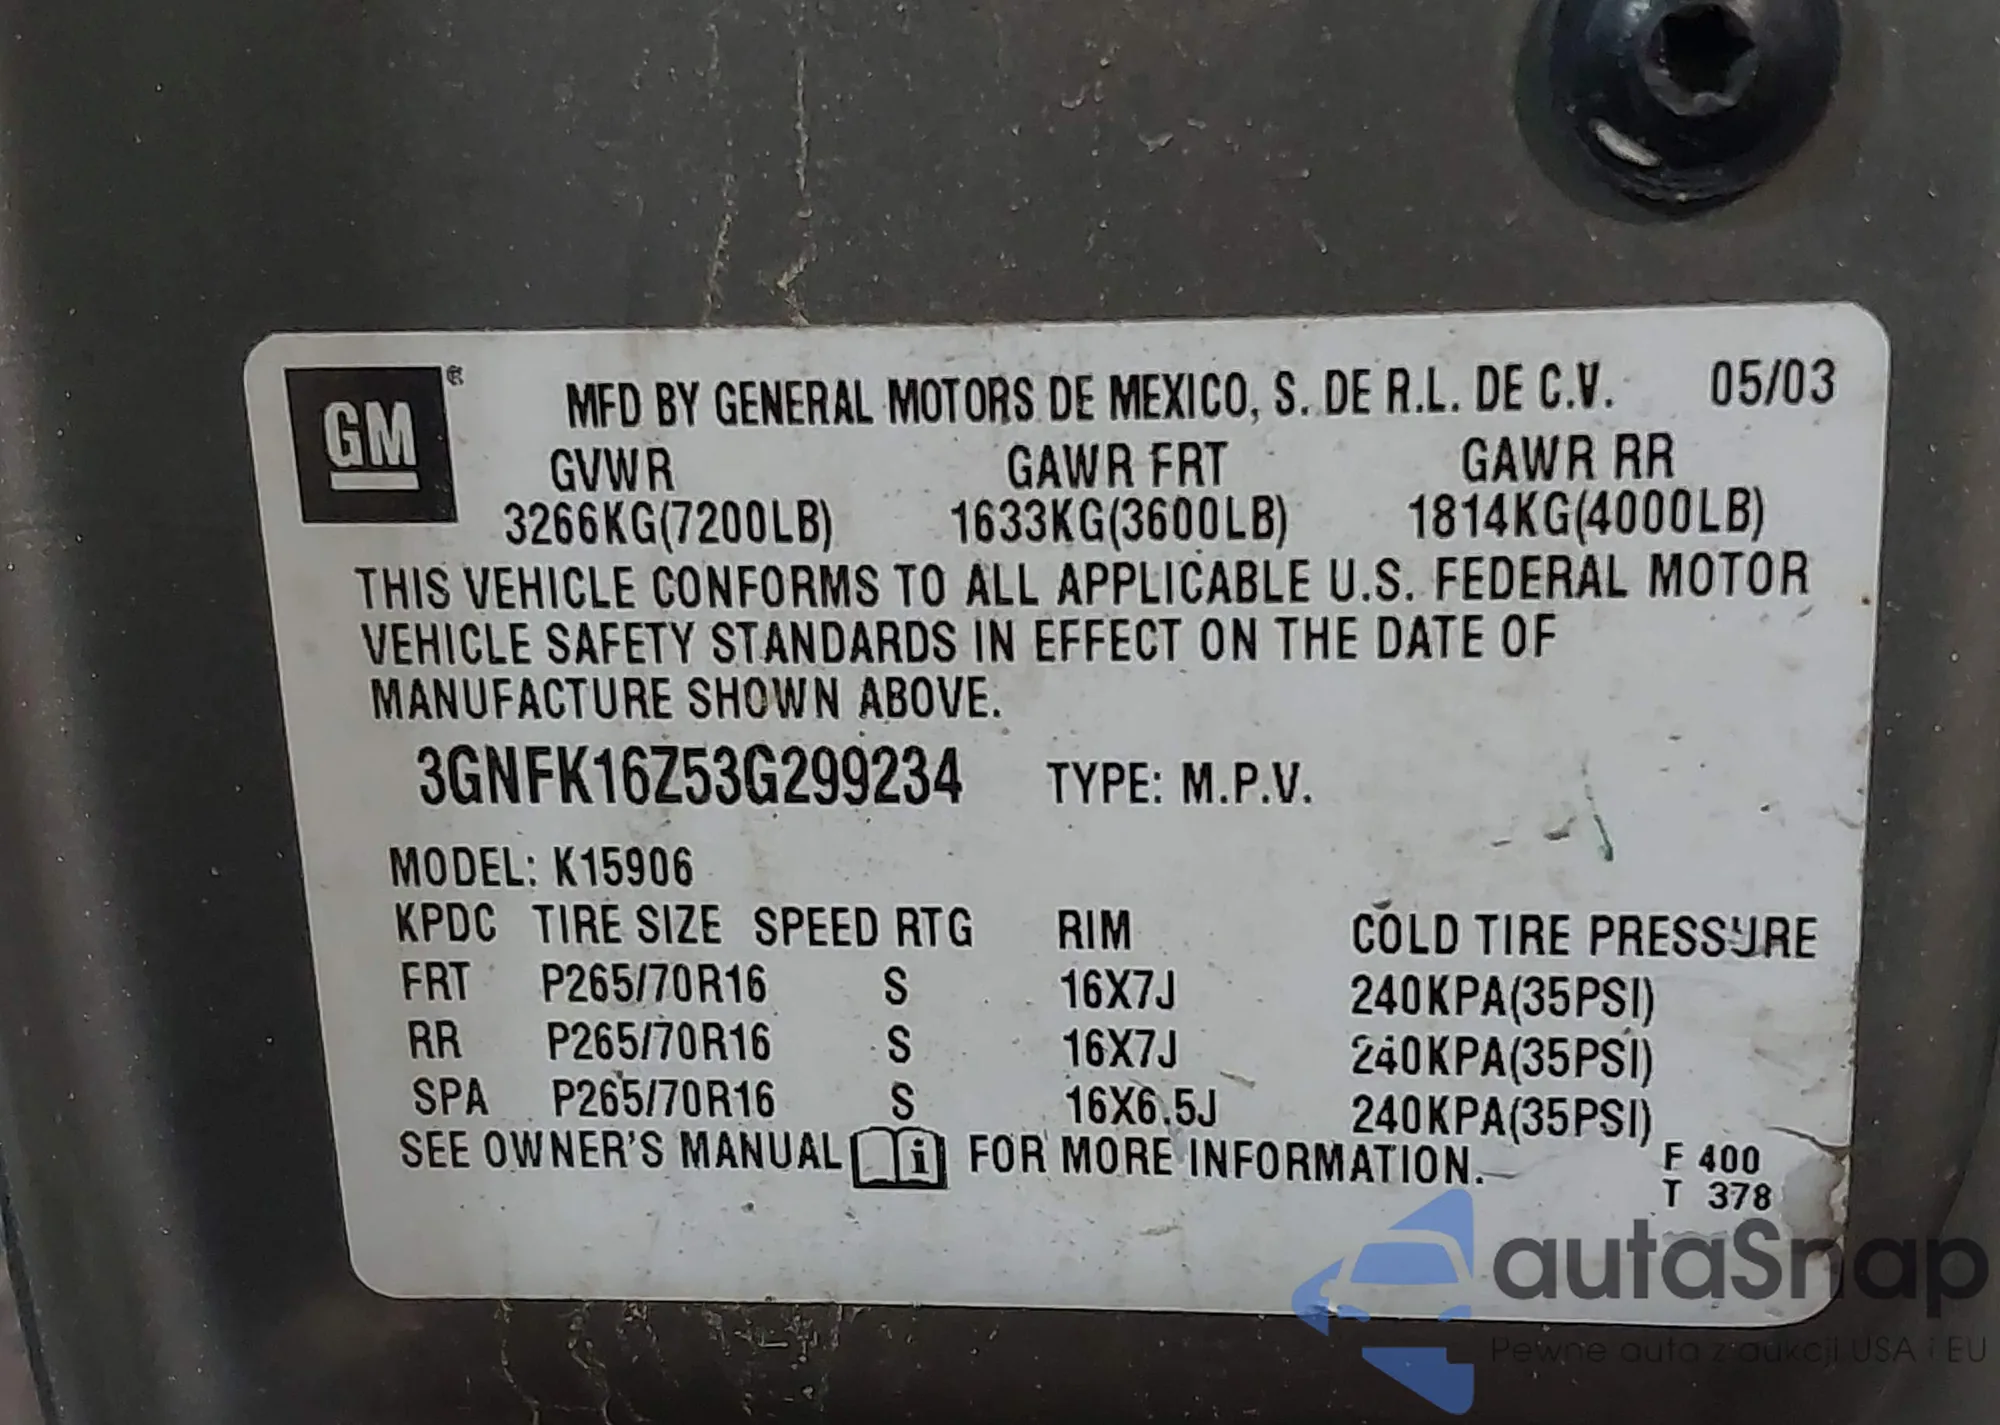 GM ®
MFD BY GENERAL MOTORS DE MEXICO, S. DE R.L. DE C.V. 05/03
GVWR GAWR FRT GAWR RR
3266KG(7200LB) 1633KG(3600LB) 1814KG(4000LB)
THIS VEHICLE CONFORMS TO ALL APPLICABLE U.S. FEDERAL MOTOR
VEHICLE SAFETY STANDARDS IN EFFECT ON THE DATE OF
MANUFACTURE SHOWN ABOVE.
3GNFK16Z53G299234 TYPE: M.P.V.
MODEL: K15906
KPDC TIRE SIZE SPEED RTG RIM COLD TIRE PRESSURE
FRT P265/70R16 S 16X7J 240KPA(35PSI)
RR P265/70R16 S 16X7J 240KPA(35PSI)
SPA P265/70R16 S 16X6.5J 240KPA(35PSI)
SEE OWNER'S MANUAL i FOR MORE INFORMATION.
F 400
T 378
autaSnap
Pewne auta z aukcji USA i EU